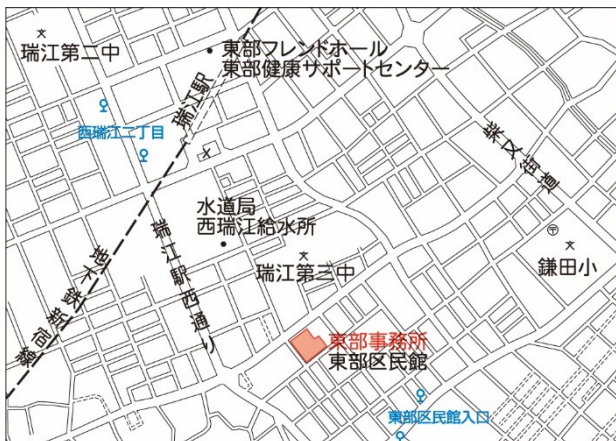 瑞江第二中
東部フレンドホール
東部健康サポートセンター
瑞江駅
西瑞江二丁目
柴又街道
水道局
西瑞江給水所
瑞江駅西通り
瑞江第三中
鎌田小
地下鉄新宿線
東部事務所
東部区民館
東部区民館入口